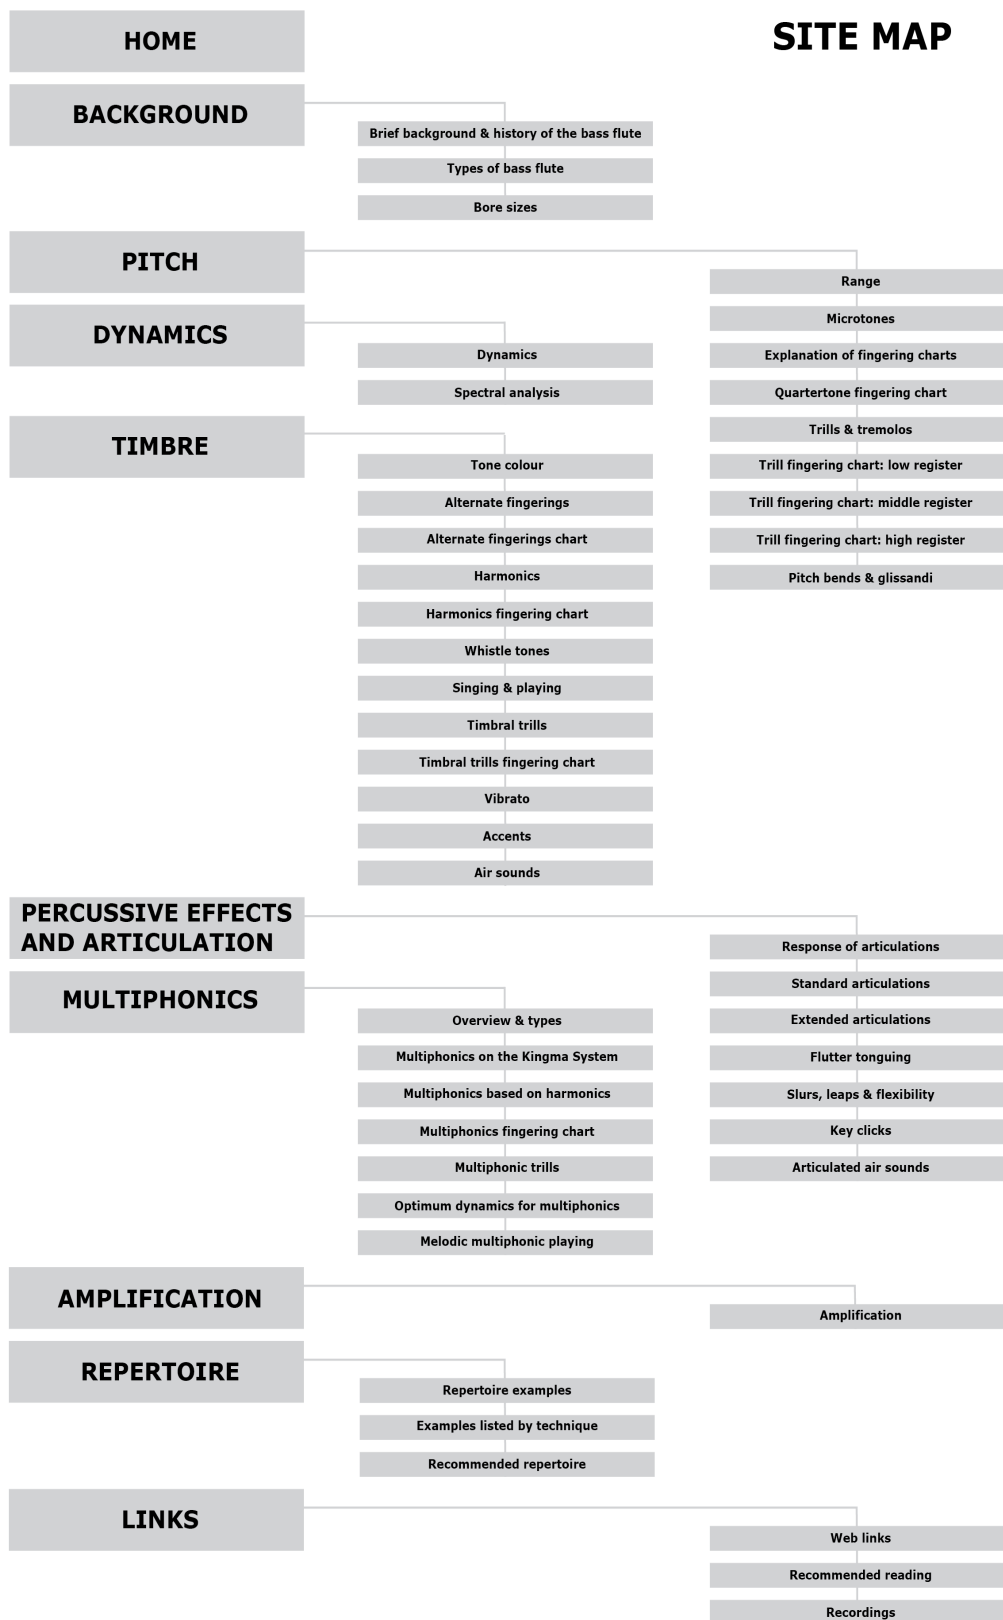 SITE MAP
HOME
BACKGROUND
Brief background & history of the bass flute
Types of bass flute
Bore sizes
PITCH
Range
Microtones
Explanation of fingering charts
Quartertone fingering chart
Trills & tremolos
Trill fingering chart: low register
Trill fingering chart: middle register
Trill fingering chart: high register
Pitch bends & glissandi
DYNAMICS
Dynamics
Spectral analysis
TIMBRE
Tone colour
Alternate fingerings
Alternate fingerings chart
Harmonics
Harmonics fingering chart
Whistle tones
Singing & playing
Timbral trills
Timbral trills fingering chart
Vibrato
Accents
Air sounds
PERCUSSIVE EFFECTS
AND ARTICULATION
Response of articulations
Standard articulations
Extended articulations
Flutter tonguing
Slurs, leaps & flexibility
Key clicks
Articulated air sounds
MULTIPHONICS
Overview & types
Multiphonics on the Kingma System
Multiphonics based on harmonics
Multiphonics fingering chart
Multiphonic trills
Optimum dynamics for multiphonics
Melodic multiphonic playing
AMPLIFICATION
Amplification
REPERTOIRE
Repertoire examples
Examples listed by technique
Recommended repertoire
LINKS
Web links
Recommended reading
Recordings